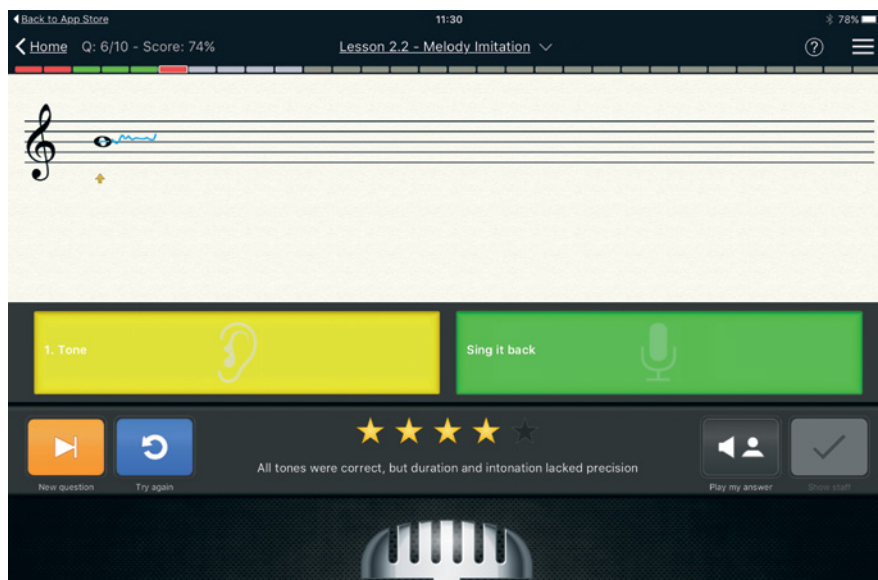 Back to App Store 11:30 78%
Home Q: 6/10 - Score: 74% Lesson 2.2 - Melody Imitation ?
1. Tone
Sing it back
All tones were correct, but duration and intonation lacked precision
New question Try again Play my answer Show staff